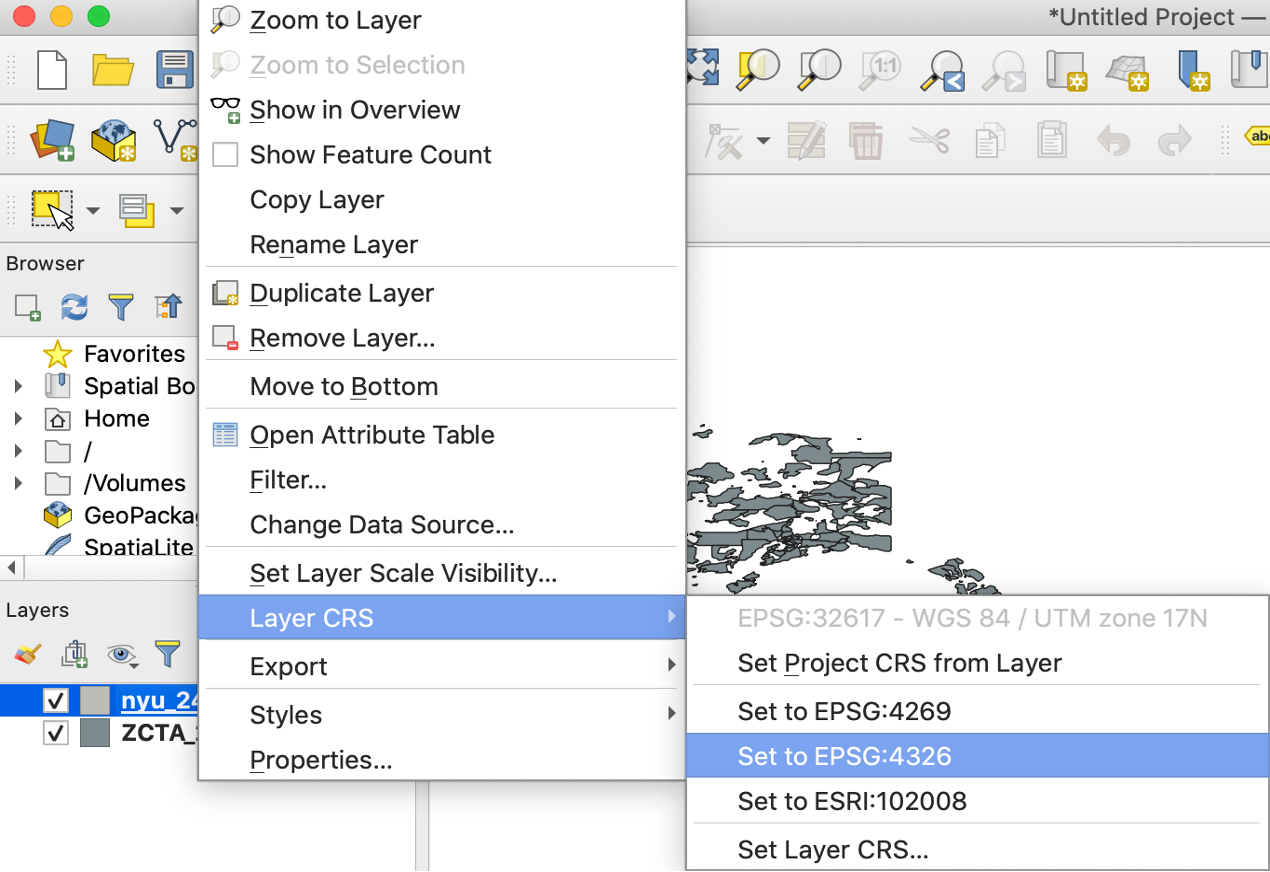 *Untitled Project —
Zoom to Layer
Zoom to Selection
Show in Overview
Show Feature Count
Copy Layer
Rename Layer
Duplicate Layer
Remove Layer...
Move to Bottom
Open Attribute Table
Filter...
Change Data Source...
Set Layer Scale Visibility...
Layer CRS
Export
Styles
Properties...
1:1
abc
Browser
Favorites
Spatial Bo
Home
/
/Volumes
GeoPacka
SpatiaLite
Layers
nyu_24
ZCTA_
EPSG:32617 - WGS 84 / UTM zone 17N
Set Project CRS from Layer
Set to EPSG:4269
Set to EPSG:4326
Set to ESRI:102008
Set Layer CRS...